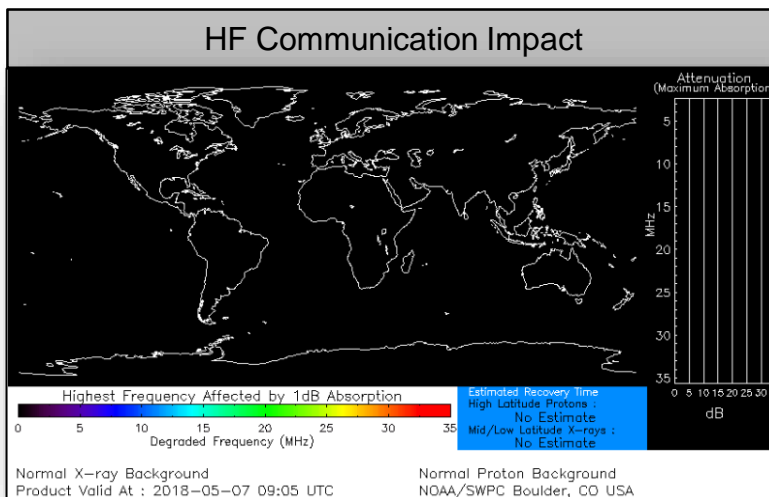 HF Communication Impact
Attenuation
(Maximum Absorption)
5
10
15
20
25
30
35
MHz
0 5 10 15 20 25 30
dB
Highest Frequency Affected by 1dB Absorption
0 5 10 15 20 25 30 35
Degraded Frequency (MHz)
Estimated Recovery Time
High Latitude Protons :
No Estimate
Mid/Low Latitude X-rays :
No Estimate
Normal X-ray Background
Product Valid At : 2018-05-07 09:05 UTC
Normal Proton Background
NOAA/SWPC Boulder, CO USA